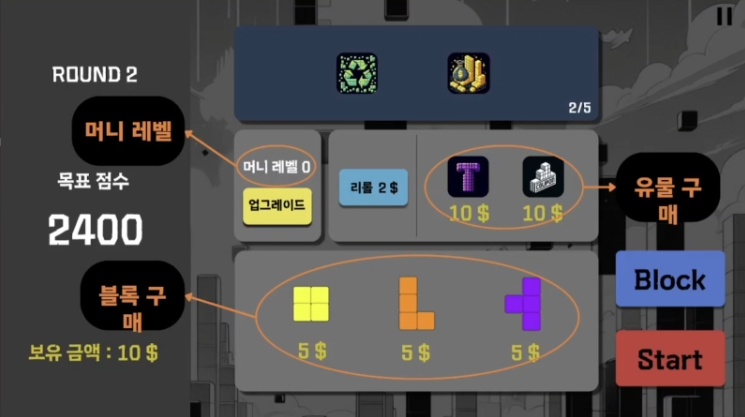 ROUND 2
머니 레벨
목표 점수
2400
블록 구
매
보유 금액 : 10 $
2/5
머니 레벨 0
업그레이드
리롤 2 $
T
10 $
10 $
유물 구
매
5 $
5 $
5 $
Block
Start